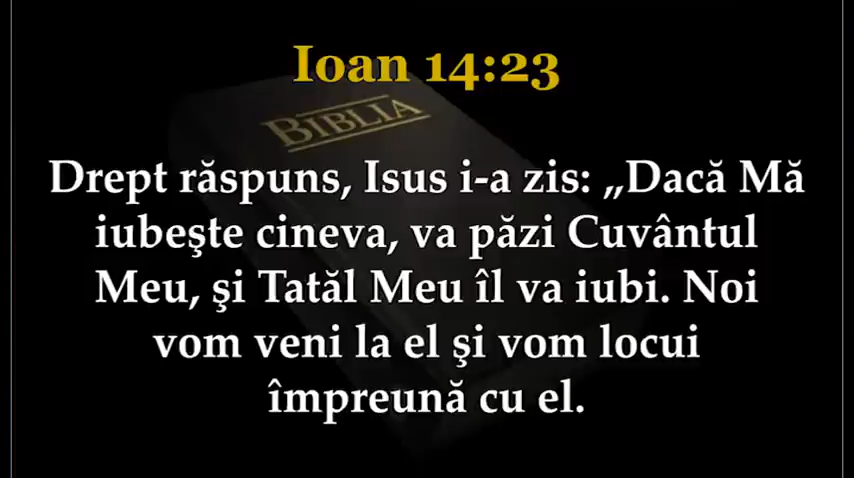 Ioan 14:23
BIBLIA
Drept răspuns, Isus i-a zis: „Dacă Mă
iubeşte cineva, va păzi Cuvântul
Meu, şi Tatăl Meu îl va iubi. Noi
vom veni la el şi vom locui
împreună cu el.